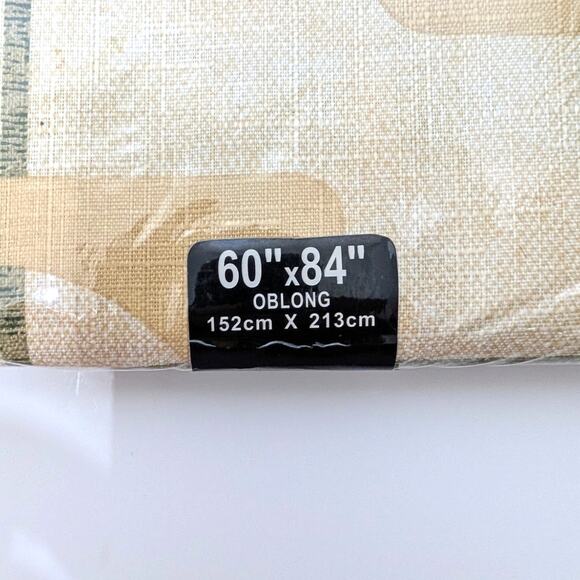 60"x84"
OBLONG
152cm X 213cm